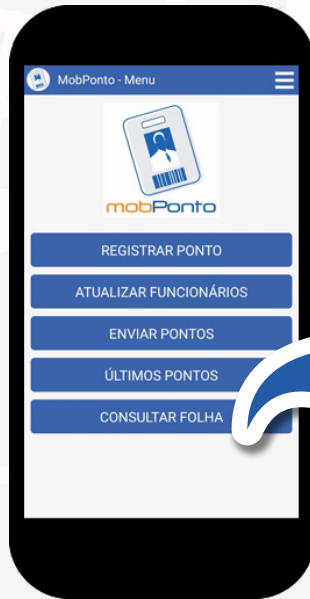 MobPonto - Menu
mobPonto
REGISTRAR PONTO
ATUALIZAR FUNCIONÁRIOS
ENVIAR PONTOS
ÚLTIMOS PONTOS
CONSULTAR FOLHA